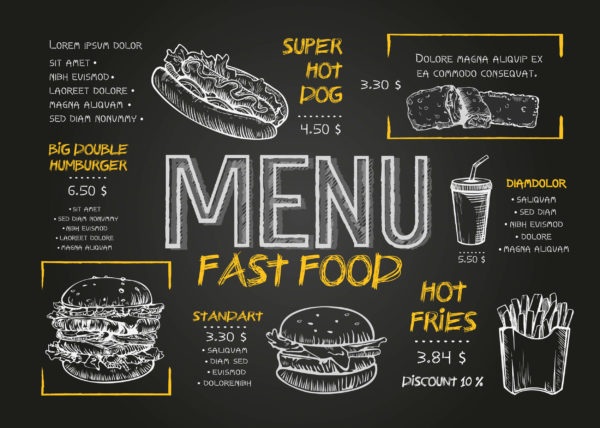 LOREM IPSUM DOLOR
SIT AMET •
NIBH EUISMOD •
LAOREET DOLORE •
MAGNA ALIQUAM •
SED DIAM NONUMMY •
SUPER
HOT
DOG
4.50 $
3.30 $
DOLORE MAGNA ALIQUIP EX
EA COMMODO CONSEQUAT.
BIG DOUBLE
HUMBURGER
6.50 $
• SIT AMET
• SED DIAM NONUMMY
• NIBH EUISMOD
• LAOREET DOLORE
• MAGNA ALIQUAM
MENU
FAST FOOD
5.50 $
DIAMDOLOR
• SALIQUAM
• SED DIAM
• NIBH EUISMOD
• DOLORE
• MAGNA ALIQUAM
STANDART
3.30 $
• SALIQUAM
• DIAM SED
• EUISMOD
• DOLORENIBH
HOT
FRIES
3.84 $
DISCOUNT 10 %